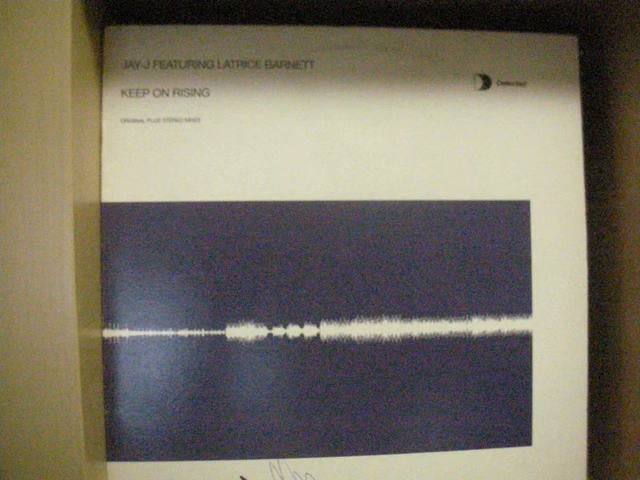 JAY-J FEATURING LATRICE BARNETT
KEEP ON RISING
Defected
ORIGINAL PLUS STEREO MIXES